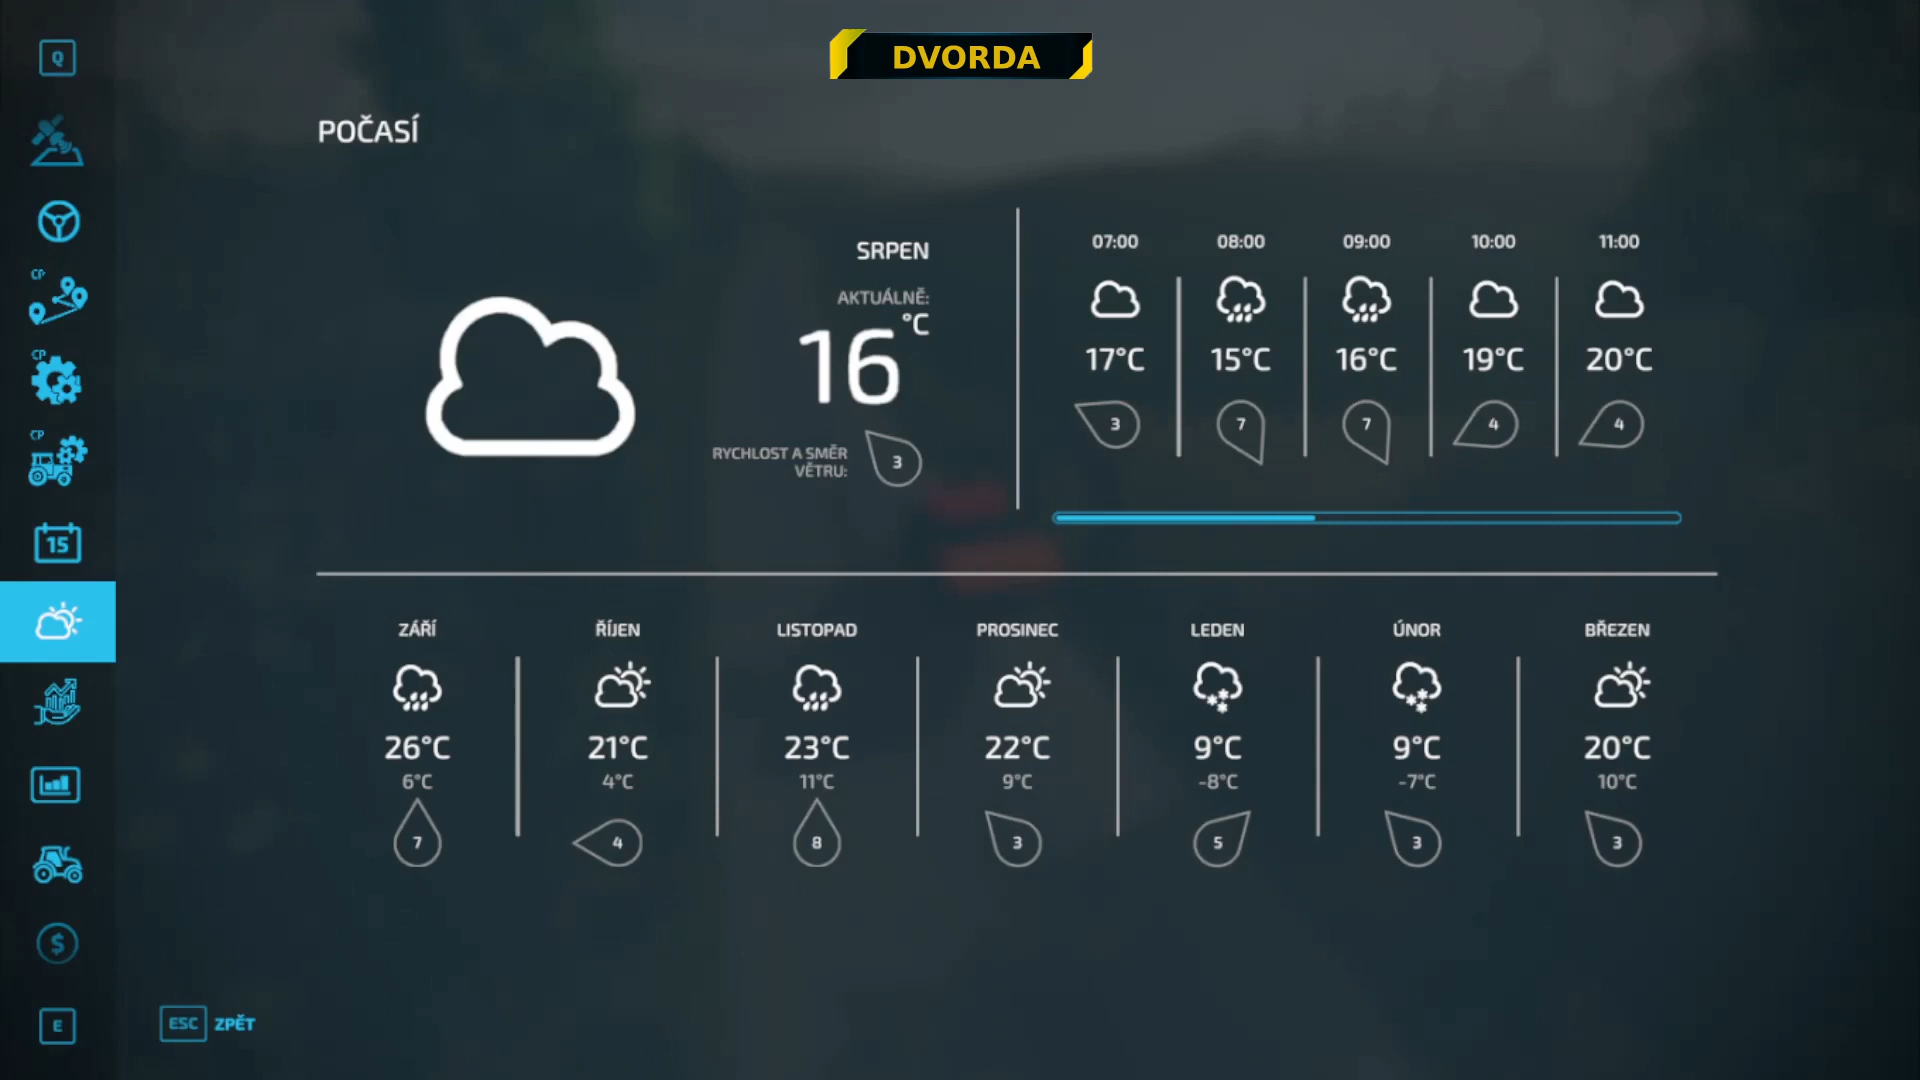 DVORDA
Q
POČASÍ
SRPEN
AKTUÁLNĚ:
16 °C
RYCHLOST A SMĚR
VĚTRU:
3
07:00 08:00 09:00 10:00 11:00
17°C 15°C 16°C 19°C 20°C
3 7 7 4 4
CP
CP
CP
15
ZÁŘÍ ŘÍJEN LISTOPAD PROSINEC LEDEN ÚNOR BŘEZEN
26°C 21°C 23°C 22°C 9°C 9°C 20°C
6°C 4°C 11°C 9°C -8°C -7°C 10°C
7 4 8 3 5 3 3
$
E
ESC ZPĚT